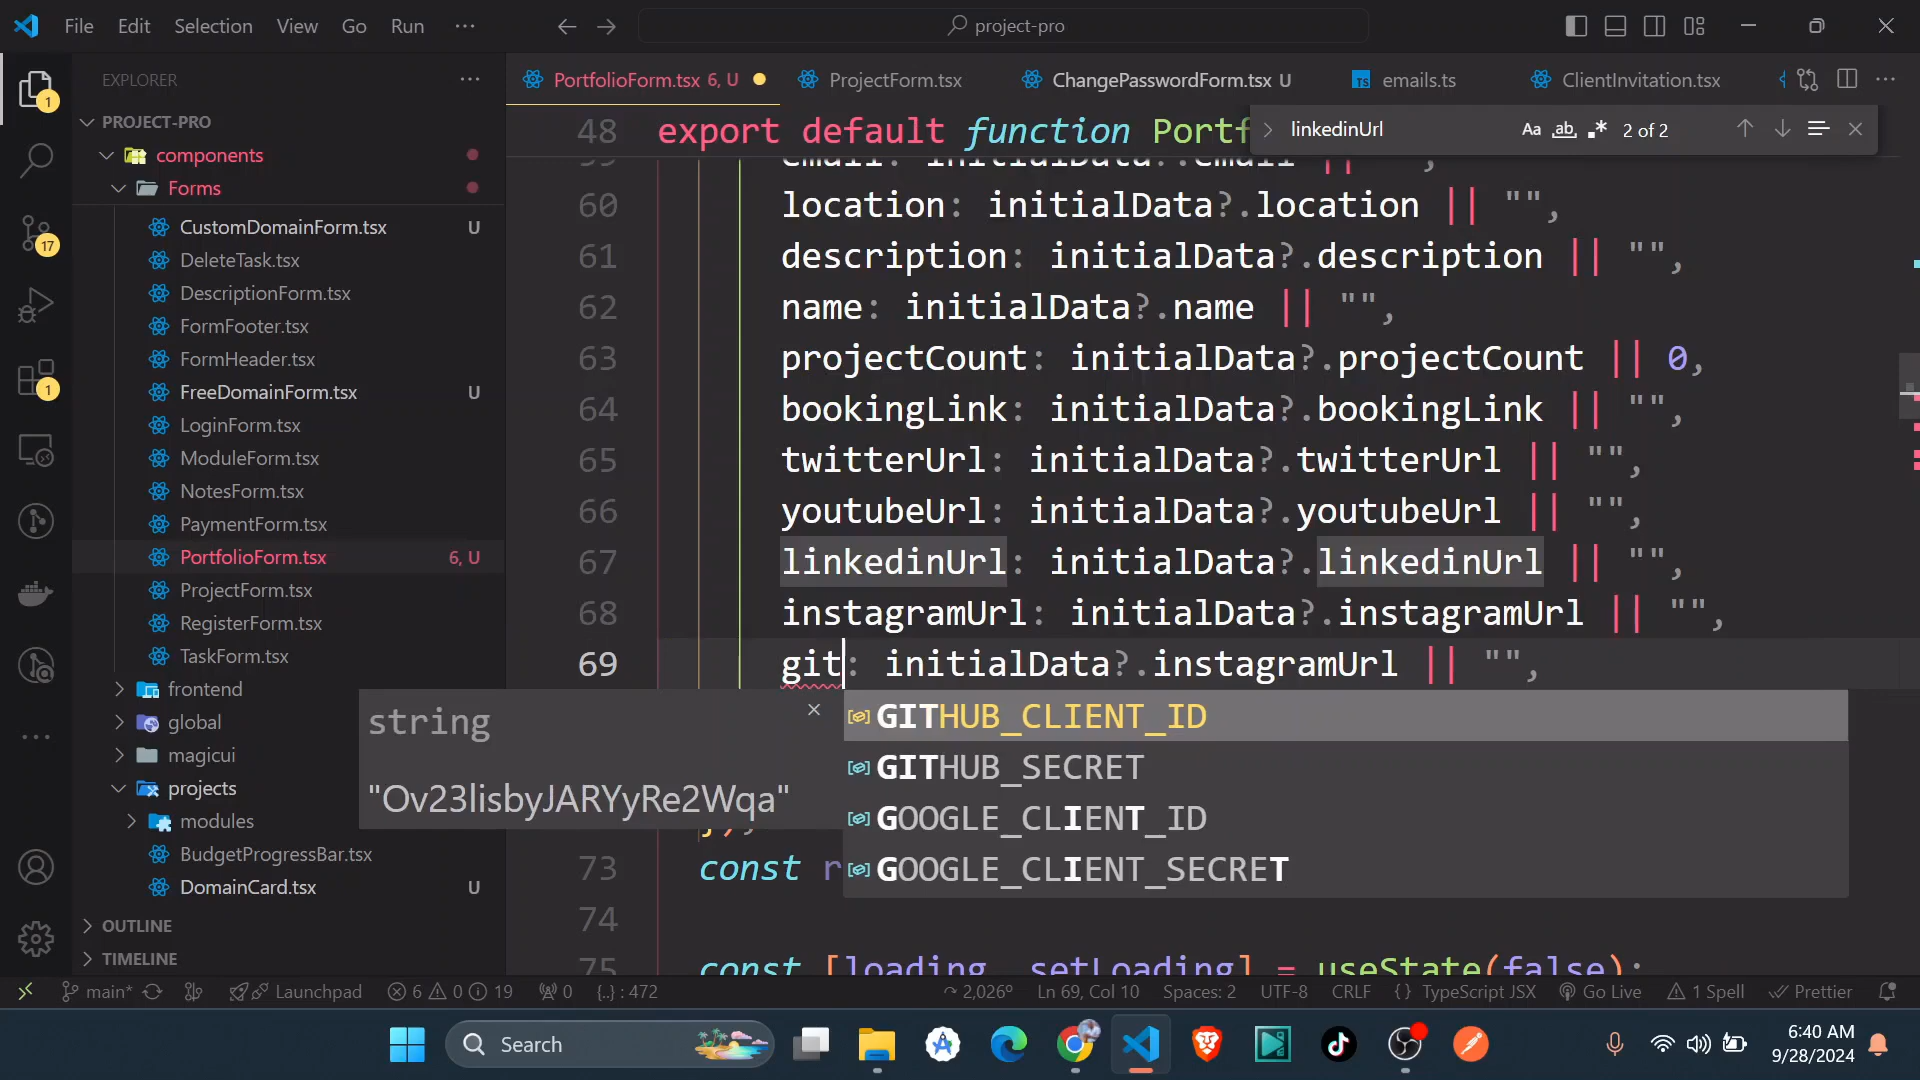 File Edit Selection View Go Run ···
project-pro
EXPLORER
PortfolioForm.tsx 6, U
ProjectForm.tsx
ChangePasswordForm.tsx U
emails.ts
ClientInvitation.tsx
linkedinUrl
Aa ab .* 2 of 2
PROJECT-PRO
components
Forms
CustomDomainForm.tsx U
DeleteTask.tsx
DescriptionForm.tsx
FormFooter.tsx
FormHeader.tsx
FreeDomainForm.tsx U
LoginForm.tsx
ModuleForm.tsx
NotesForm.tsx
PaymentForm.tsx
PortfolioForm.tsx 6, U
ProjectForm.tsx
RegisterForm.tsx
TaskForm.tsx
frontend
global
magicui
projects
modules
BudgetProgressBar.tsx
DomainCard.tsx U
OUTLINE
TIMELINE
1
17
1
48 export default function Portf
email: initialData?.email || "",
60 location: initialData?.location || "",
61 description: initialData?.description || "",
62 name: initialData?.name || "",
63 projectCount: initialData?.projectCount || 0,
64 bookingLink: initialData?.bookingLink || "",
65 twitterUrl: initialData?.twitterUrl || "",
66 youtubeUrl: initialData?.youtubeUrl || "",
67 linkedinUrl: initialData?.linkedinUrl || "",
68 instagramUrl: initialData?.instagramUrl || "",
69 git: initialData?.instagramUrl || "",
string
"Ov23lisbyJARYyRe2Wqa"
GITHUB_CLIENT_ID
GITHUB_SECRET
GOOGLE_CLIENT_ID
GOOGLE_CLIENT_SECRET
73 const r
74
75 const [loading, setLoading] = useState(false);
main* Launchpad 6 0 19 0 {..} : 472 2,026° Ln 69, Col 10 Spaces: 2 UTF-8 CRLF { } TypeScript JSX Go Live 1 Spell Prettier
Search
6:40 AM
9/28/2024